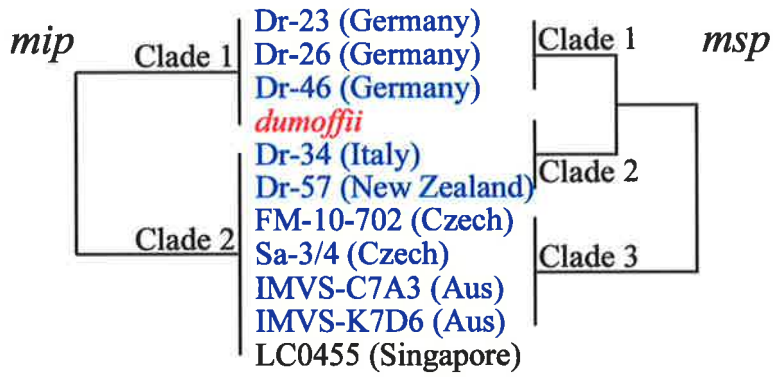 mip
msp
Clade 1
Clade 2
Dr-23 (Germany)
Dr-26 (Germany)
Dr-46 (Germany)
dumoffii
Dr-34 (Italy)
Dr-57 (New Zealand)
FM-10-702 (Czech)
Sa-3/4 (Czech)
IMVS-C7A3 (Aus)
IMVS-K7D6 (Aus)
LC0455 (Singapore)
Clade 1
Clade 2
Clade 3